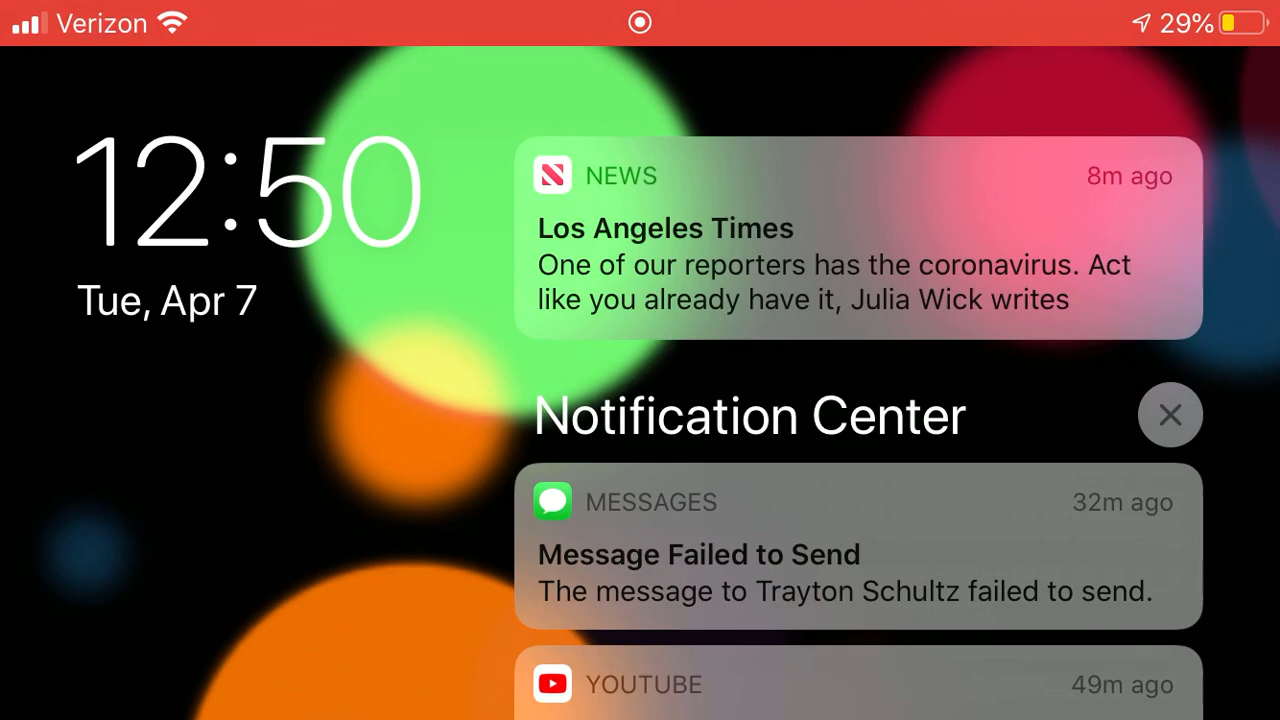 Verizon
29%
12:50
Tue, Apr 7
NEWS
8m ago
Los Angeles Times
One of our reporters has the coronavirus. Act
like you already have it, Julia Wick writes
Notification Center
MESSAGES
32m ago
Message Failed to Send
The message to Trayton Schultz failed to send.
YOUTUBE
49m ago